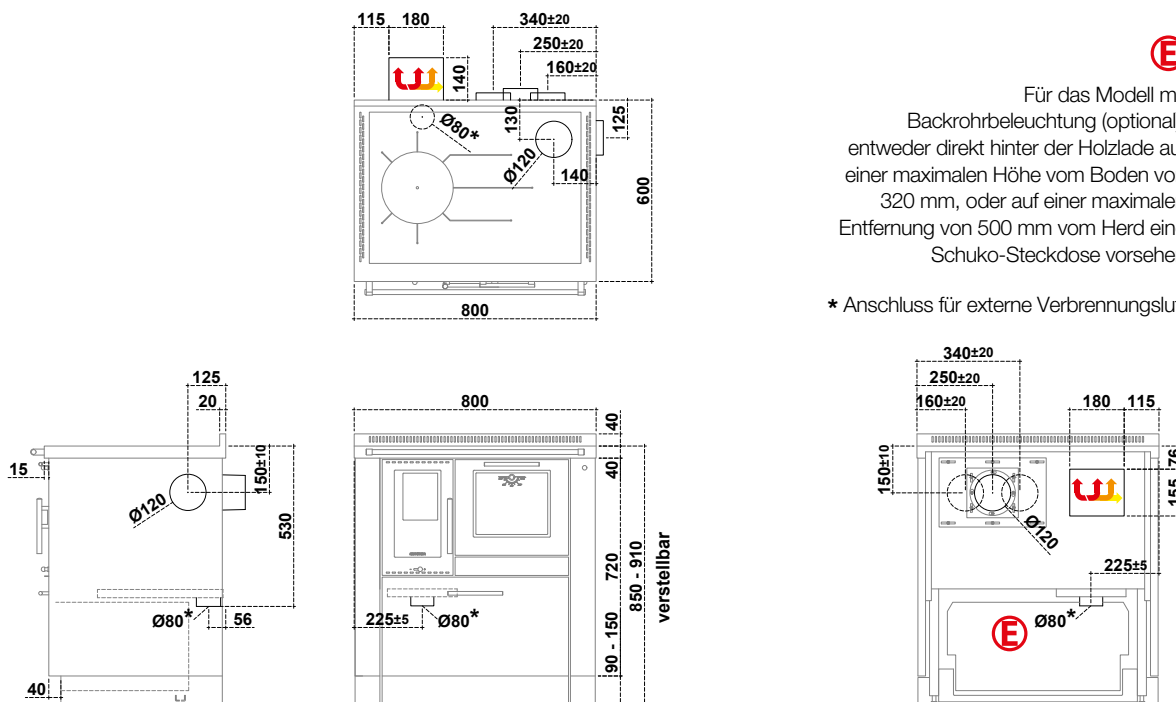 115 180 340±20
250±20
160±20
140
Ø80*
130
125
Ø120
140
600
800
E
Für das Modell m
Backrohrbeleuchtung (optional
entweder direkt hinter der Holzlade au
einer maximalen Höhe vom Boden vo
320 mm, oder auf einer maximale
Entfernung von 500 mm vom Herd ein
Schuko-Steckdose vorsehe
* Anschluss für externe Verbrennungsluf
125
20
15
150±10
Ø120
530
Ø80*
56
40
800
40
40
720
850 - 910
verstellbar
225±5
Ø80*
90 - 150
340±20
250±20
160±20
180 115
150±10
76
155
Ø120
225±5
Ø80*
E